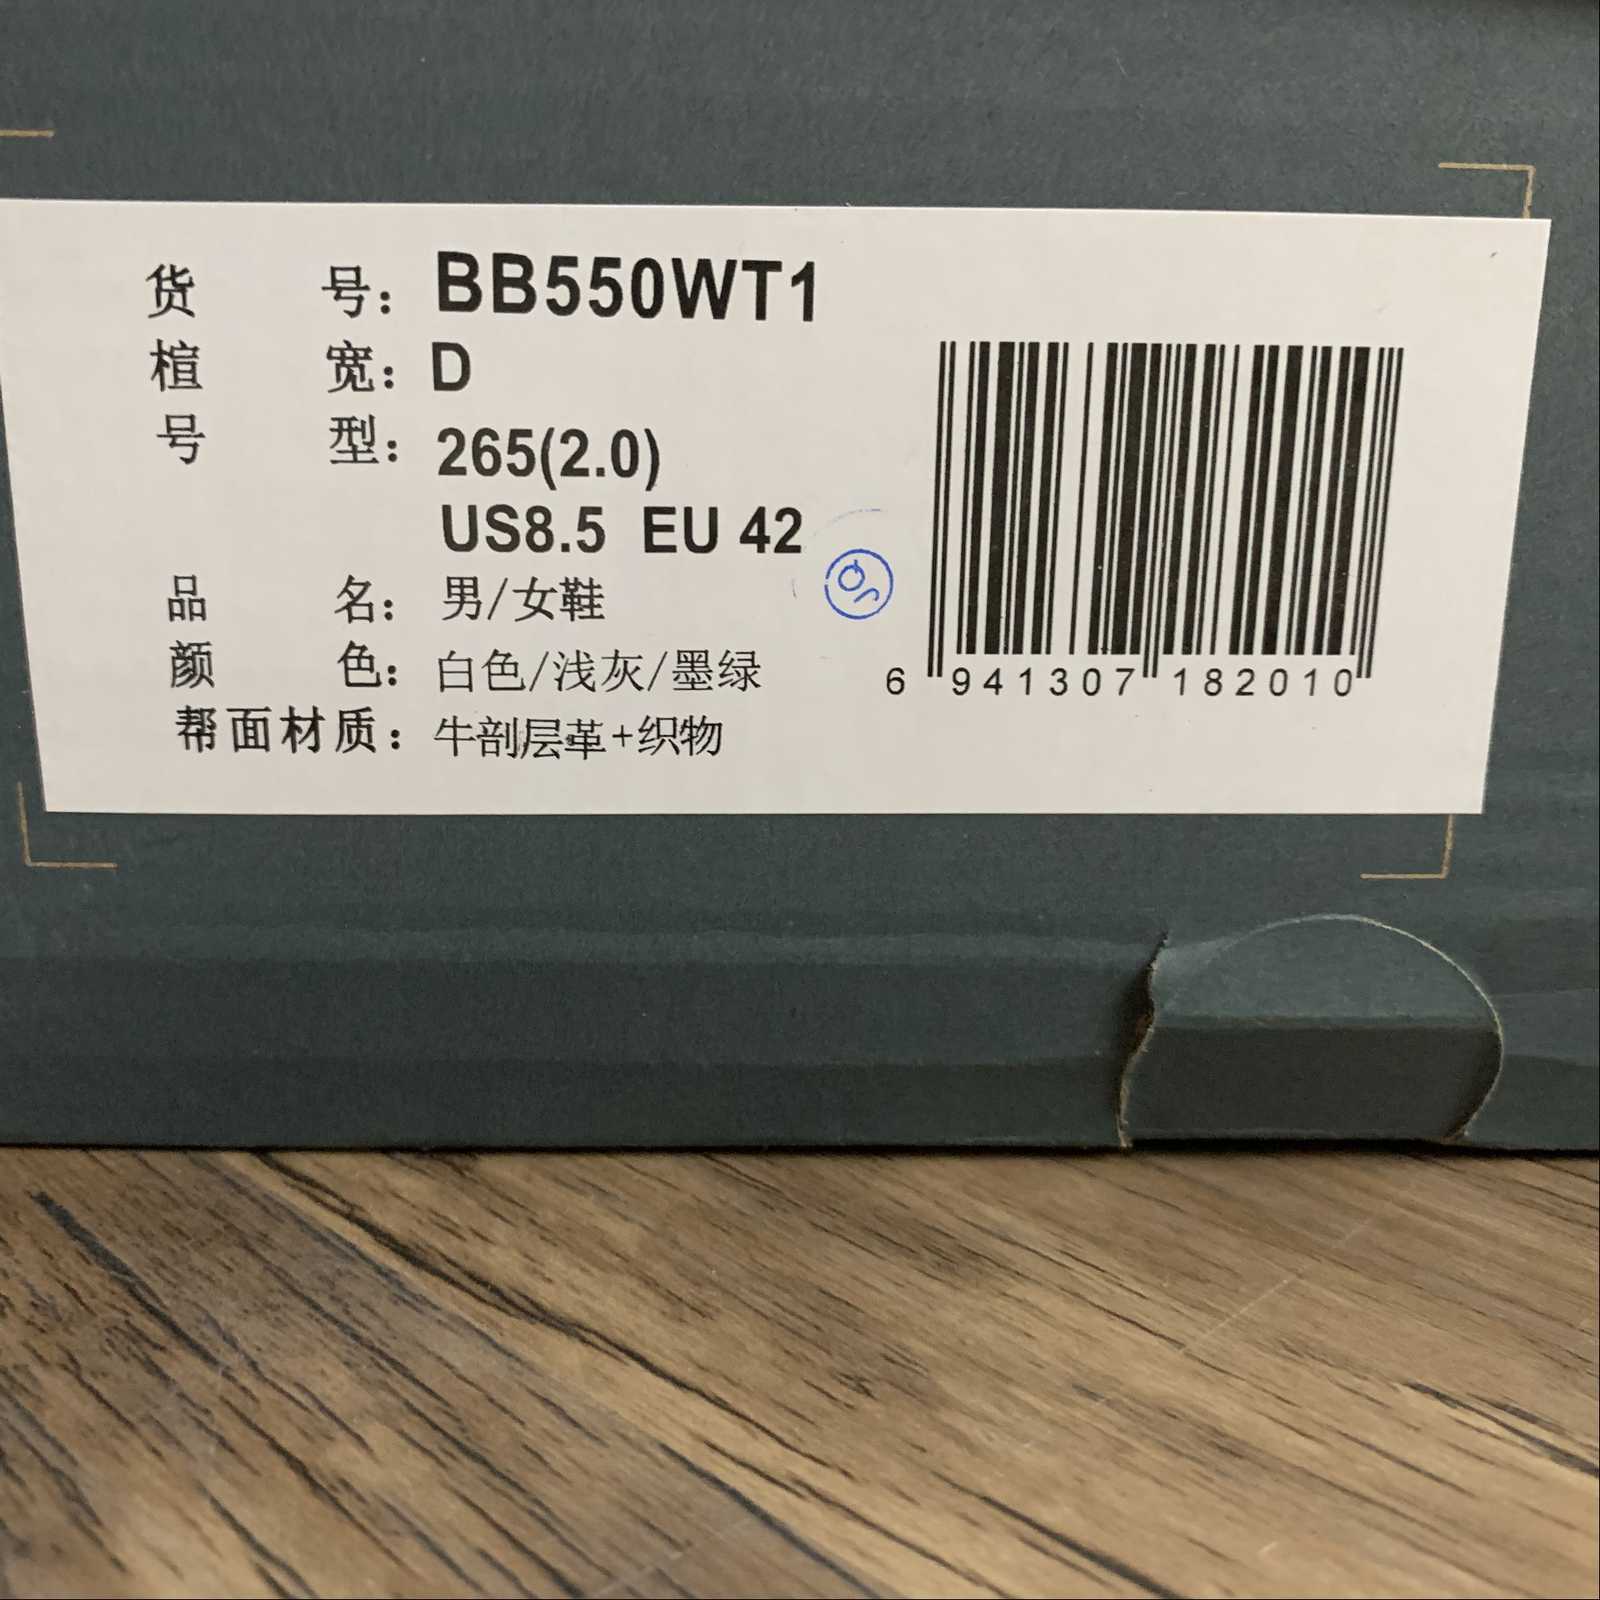 货 号：BB550WT1
楦 宽：D
号 型：265(2.0)
US8.5 EU 42
品 名：男/女鞋
颜 色：白色/浅灰/墨绿
帮面材质：牛剖层革+织物
6 941307 182010